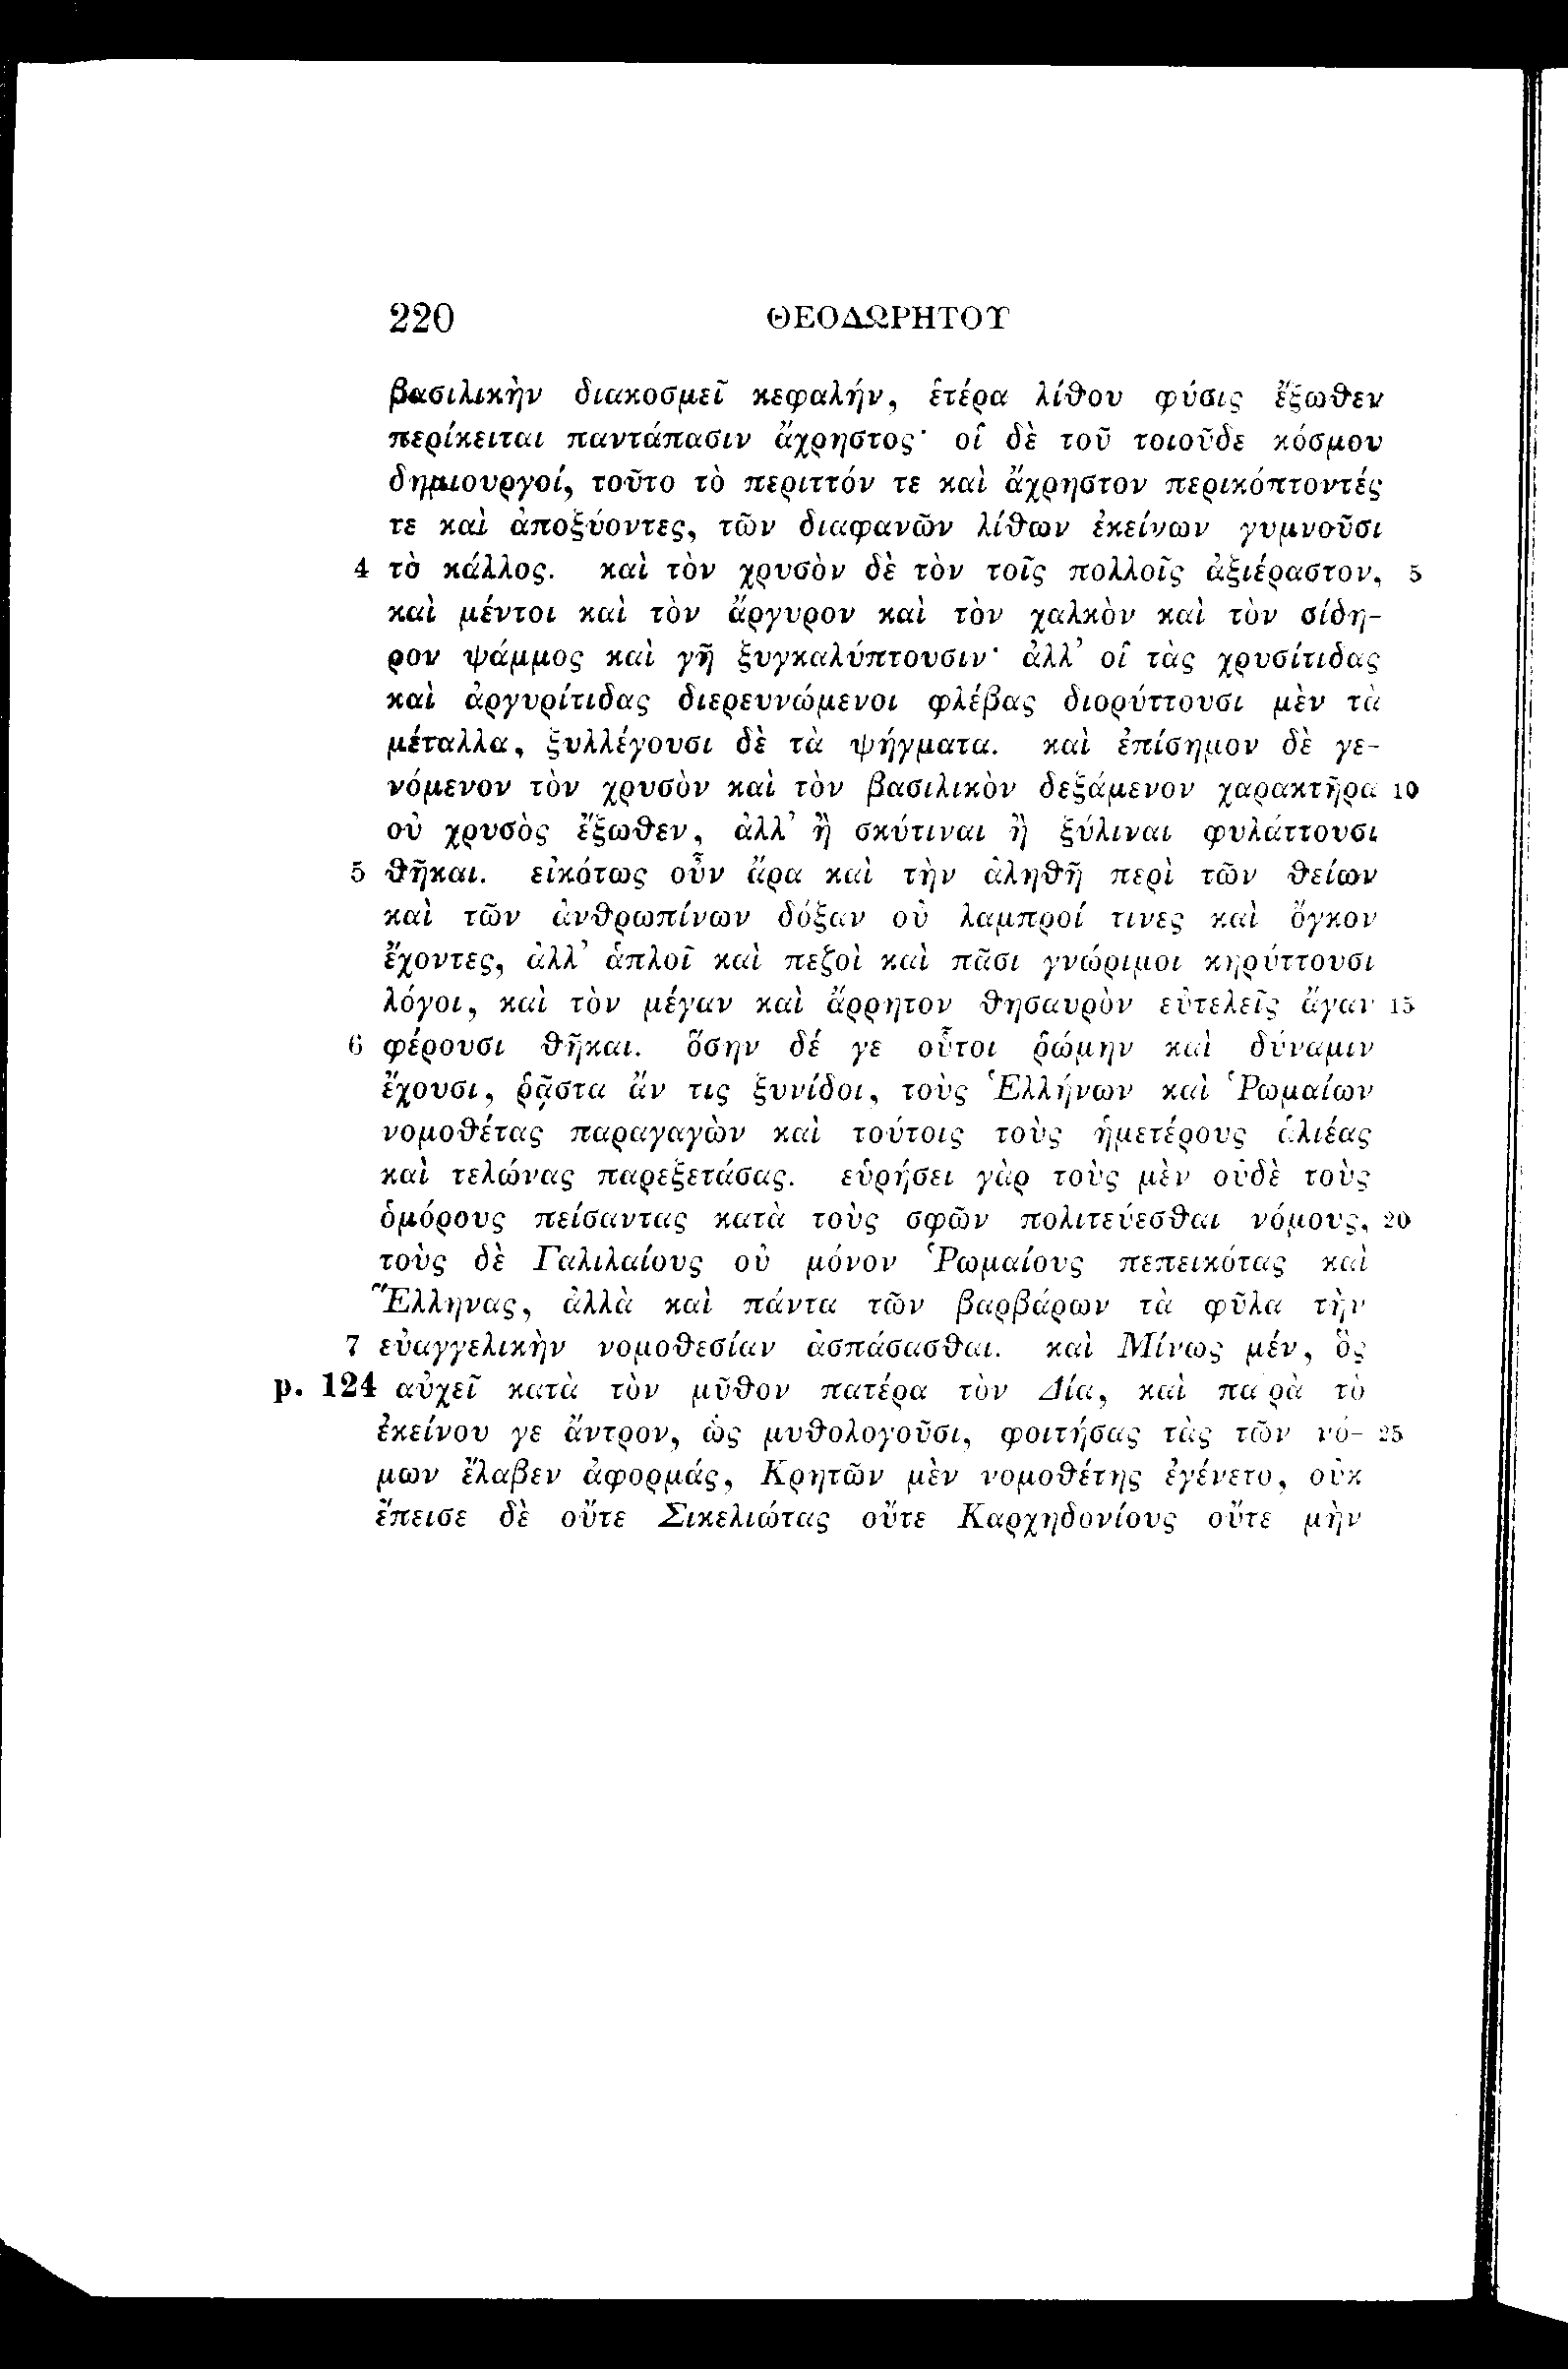 220 ΘΕΟΔΩΡΗΤΟΥ
βασιλικὴν διακοσμεῖ κεφαλήν, ἑτέρα λίθου φύσις ἔξωθεν
περίκειται παντάπασιν ἄχρηστος· οἱ δὲ τοῦ τοιοῦδε κόσμου
δημιουργοί, τοῦτο τὸ περιττόν τε καὶ ἄχρηστον περικόπτοντές
τε καὶ ἀποξύοντες, τῶν διαφανῶν λίθων ἐκείνων γυμνοῦσι
4 τὸ κάλλος. καὶ τὸν χρυσὸν δὲ τὸν τοῖς πολλοῖς ἀξιέραστον, 5
καὶ μέντοι καὶ τὸν ἄργυρον καὶ τὸν χαλκὸν καὶ τὸν σίδη-
ρον ψάμμος καὶ γῆ ξυγκαλύπτουσιν· ἀλλ’ οἱ τὰς χρυσίτιδας
καὶ ἀργυρίτιδας διερευνώμενοι φλέβας διορύττουσι μὲν τὰ
μέταλλα, ξυλλέγουσι δὲ τὰ ψήγματα. καὶ ἐπίσημον δὲ γε-
νόμενον τὸν χρυσὸν καὶ τὸν βασιλικὸν δεξάμενον χαρακτῆρα 10
οὐ χρυσὸς ἔξωθεν, ἀλλ’ ἢ σκύτιναι ἢ ξύλιναι φυλάττουσι
5 θῆκαι. εἰκότως οὖν ἄρα καὶ τὴν ἀληθῆ περὶ τῶν θείων
καὶ τῶν ἀνθρωπίνων δόξαν οὐ λαμπροί τινες καὶ ὄγκον
ἔχοντες, ἀλλ’ ἁπλοῖ καὶ πεζοὶ καὶ πᾶσι γνώριμοι κηρύττουσι
λόγοι, καὶ τὸν μέγαν καὶ ἄρρητον θησαυρὸν εὐτελεῖς ἄγαν 15
6 φέρουσι θῆκαι. ὅσην δέ γε οὗτοι ῥώμην καὶ δύναμιν
ἔχουσι, ῥᾷστα ἄν τις ξυνίδοι, τοὺς Ἑλλήνων καὶ Ῥωμαίων
νομοθέτας παραγαγὼν καὶ τούτοις τοὺς ἡμετέρους ἁλιέας
καὶ τελώνας παρεξετάσας. εὑρήσει γὰρ τοὺς μὲν οὐδὲ τοὺς
ὁμόρους πείσαντας κατὰ τοὺς σφῶν πολιτεύεσθαι νόμους, 20
τοὺς δὲ Γαλιλαίους οὐ μόνον Ῥωμαίους πεπεικότας καὶ
Ἕλληνας, ἀλλὰ καὶ πάντα τῶν βαρβάρων τὰ φῦλα τὴν
7 εὐαγγελικὴν νομοθεσίαν ἀσπάσασθαι. καὶ Μίνως μέν, ὃς
p. 124 αὐχεῖ κατὰ τὸν μῦθον πατέρα τὸν Δία, καὶ παρὰ τὸ
ἐκείνου γε ἄντρον, ὡς μυθολογοῦσι, φοιτήσας τὰς τῶν νό- 25
μων ἔλαβεν ἀφορμάς, Κρητῶν μὲν νομοθέτης ἐγένετο, οὐκ
ἔπεισε δὲ οὔτε Σικελιώτας οὔτε Καρχηδονίους οὔτε μὴν